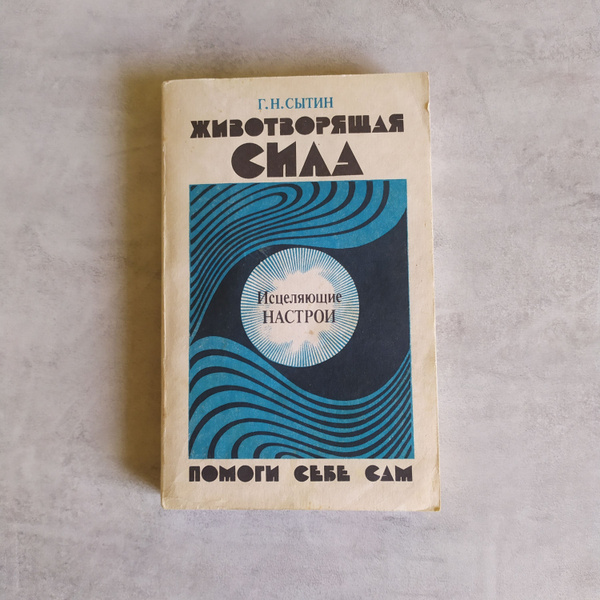 Г. Н. СЫТИН
ЖИВОТВОРЯЩАЯ
СИЛА
Исцеляющие
НАСТРОИ
ПОМОГИ СЕБЕ САМ